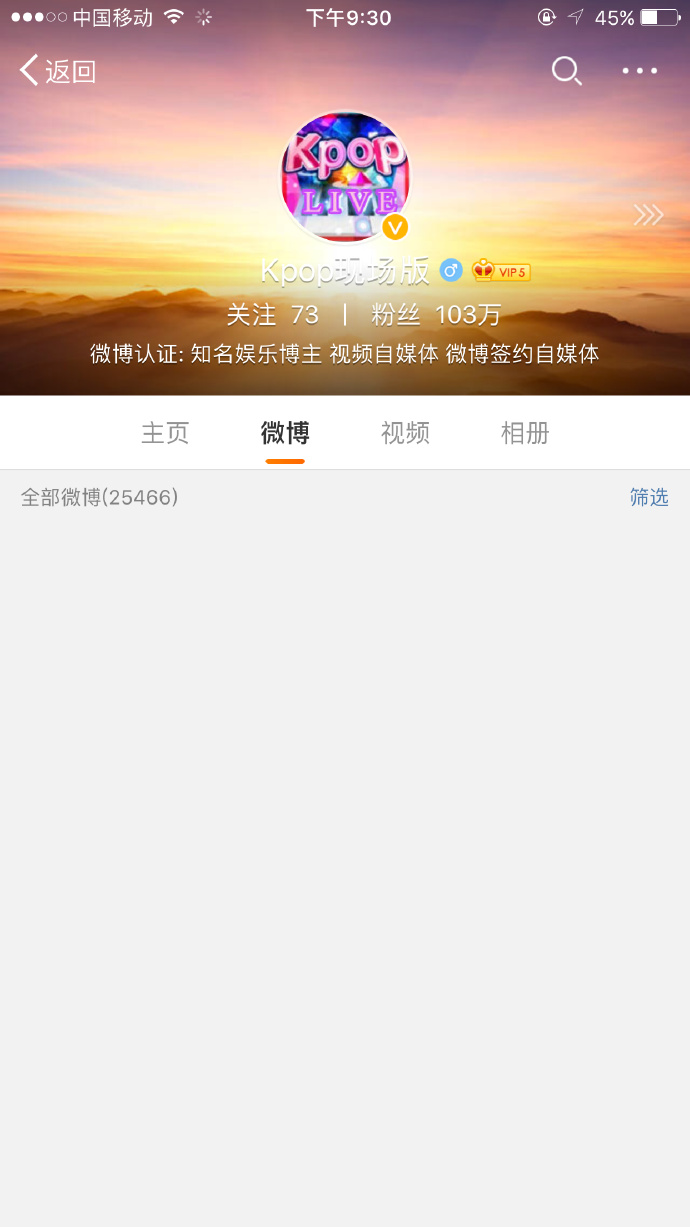 中国移动 下午9:30 45%
返回
Kpop
LIVE
Kpop现场版 VIP 5
关注 73 | 粉丝 103万
微博认证: 知名娱乐博主 视频自媒体 微博签约自媒体
主页 微博 视频 相册
全部微博(25466) 筛选